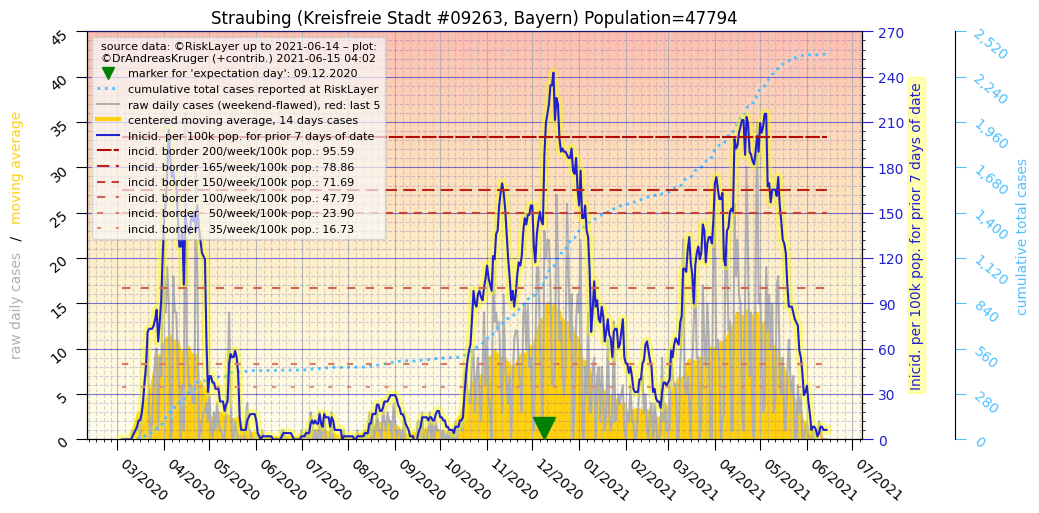 Straubing (Kreisfreie Stadt #09263, Bayern) Population=47794
source data: ©RiskLayer up to 2021-06-14 – plot:
©DrAndreasKruger (+contrib.) 2021-06-15 04:02
marker for 'expectation day': 09.12.2020
cumulative total cases reported at RiskLayer
raw daily cases (weekend-flawed), red: last 5
centered moving average, 14 days cases
Inicid. per 100k pop. for prior 7 days of date
incid. border 200/week/100k pop.: 95.59
incid. border 165/week/100k pop.: 78.86
incid. border 150/week/100k pop.: 71.69
incid. border 100/week/100k pop.: 47.79
incid. border   50/week/100k pop.: 23.90
incid. border   35/week/100k pop.: 16.73
raw daily cases   /   moving average
45
40
35
30
25
20
15
10
5
0
03/2020
04/2020
05/2020
06/2020
07/2020
08/2020
09/2020
10/2020
11/2020
12/2020
01/2021
02/2021
03/2021
04/2021
05/2021
06/2021
07/2021
270
240
210
180
150
120
90
60
30
0
Inicid. per 100k pop. for prior 7 days of date
2,520
2,240
1,960
1,680
1,400
1,120
840
560
280
0
cumulative total cases